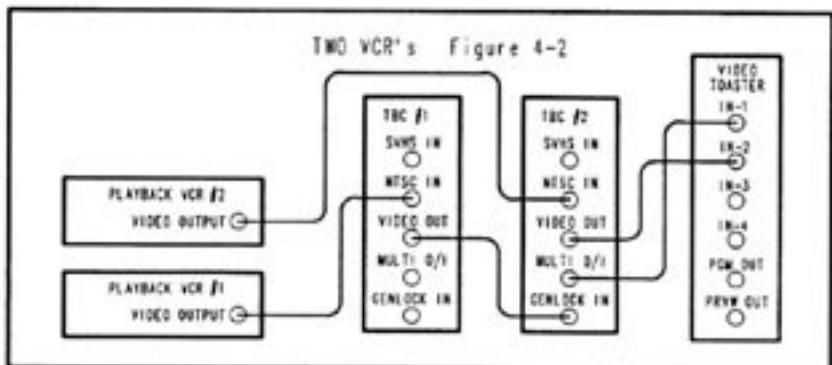 TWO VCR's Figure 4-2
PLAYBACK VCR #2
VIDEO OUTPUT
PLAYBACK VCR #1
VIDEO OUTPUT
TBC #1
SVHS IN
NTSC IN
VIDEO OUT
MULTI O/I
GENLOCK IN
TBC #2
SVHS IN
NTSC IN
VIDEO OUT
MULTI O/I
GENLOCK IN
VIDEO
TOASTER
IN-1
IN-2
IN-3
IN-4
PGM OUT
PRVW OUT